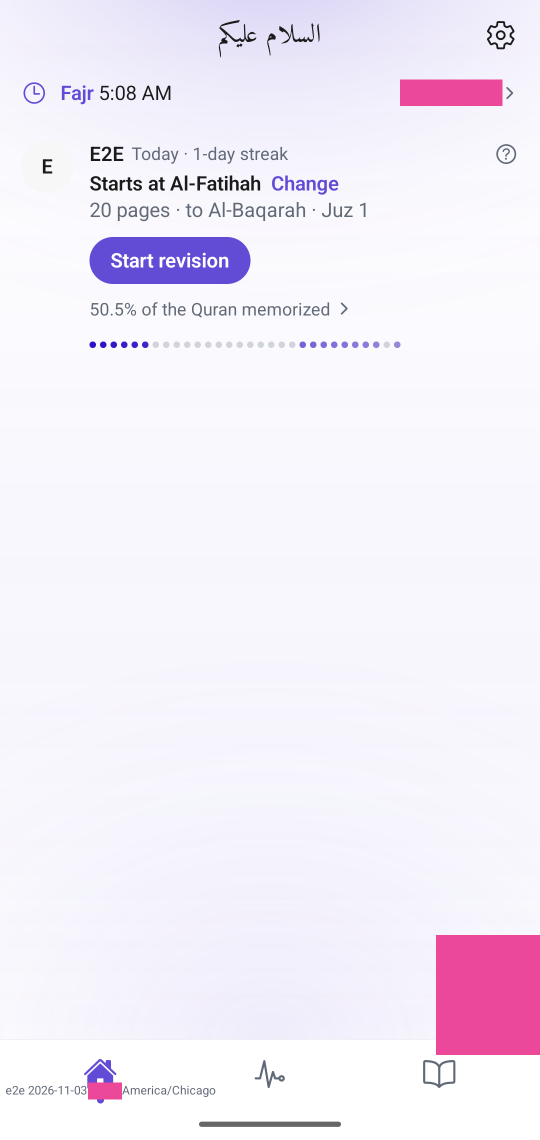 السلام عليكم
Fajr 5:08 AM
E
E2E Today · 1-day streak
Starts at Al-Fatihah Change
20 pages · to Al-Baqarah · Juz 1
Start revision
50.5% of the Quran memorized
e2e 2026-11-03 America/Chicago